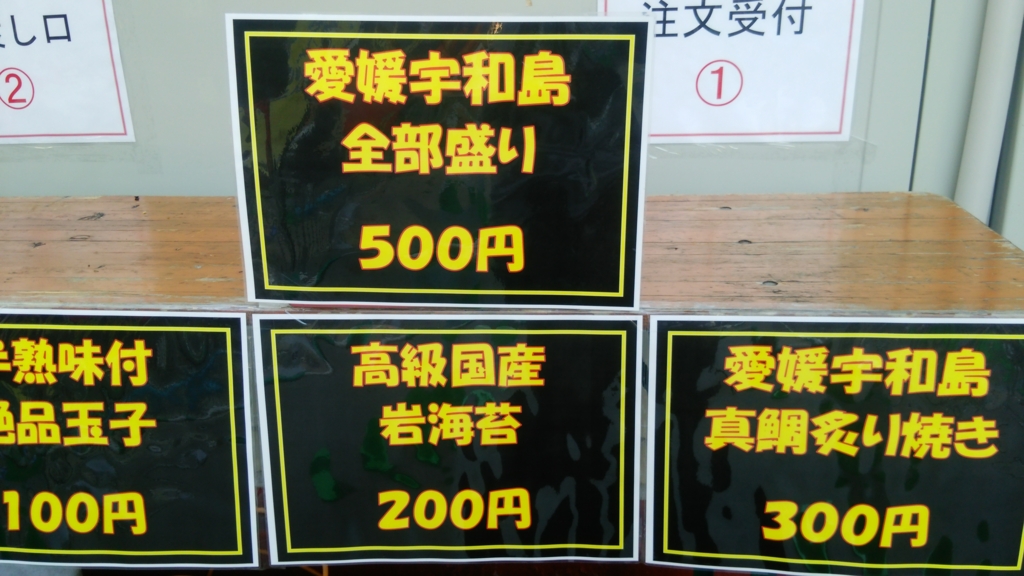 し口
②
注文受付
①
愛媛宇和島
全部盛り
500円
熟味付
品玉子
100円
高級国産
岩海苔
200円
愛媛宇和島
真鯛炙り焼き
300円